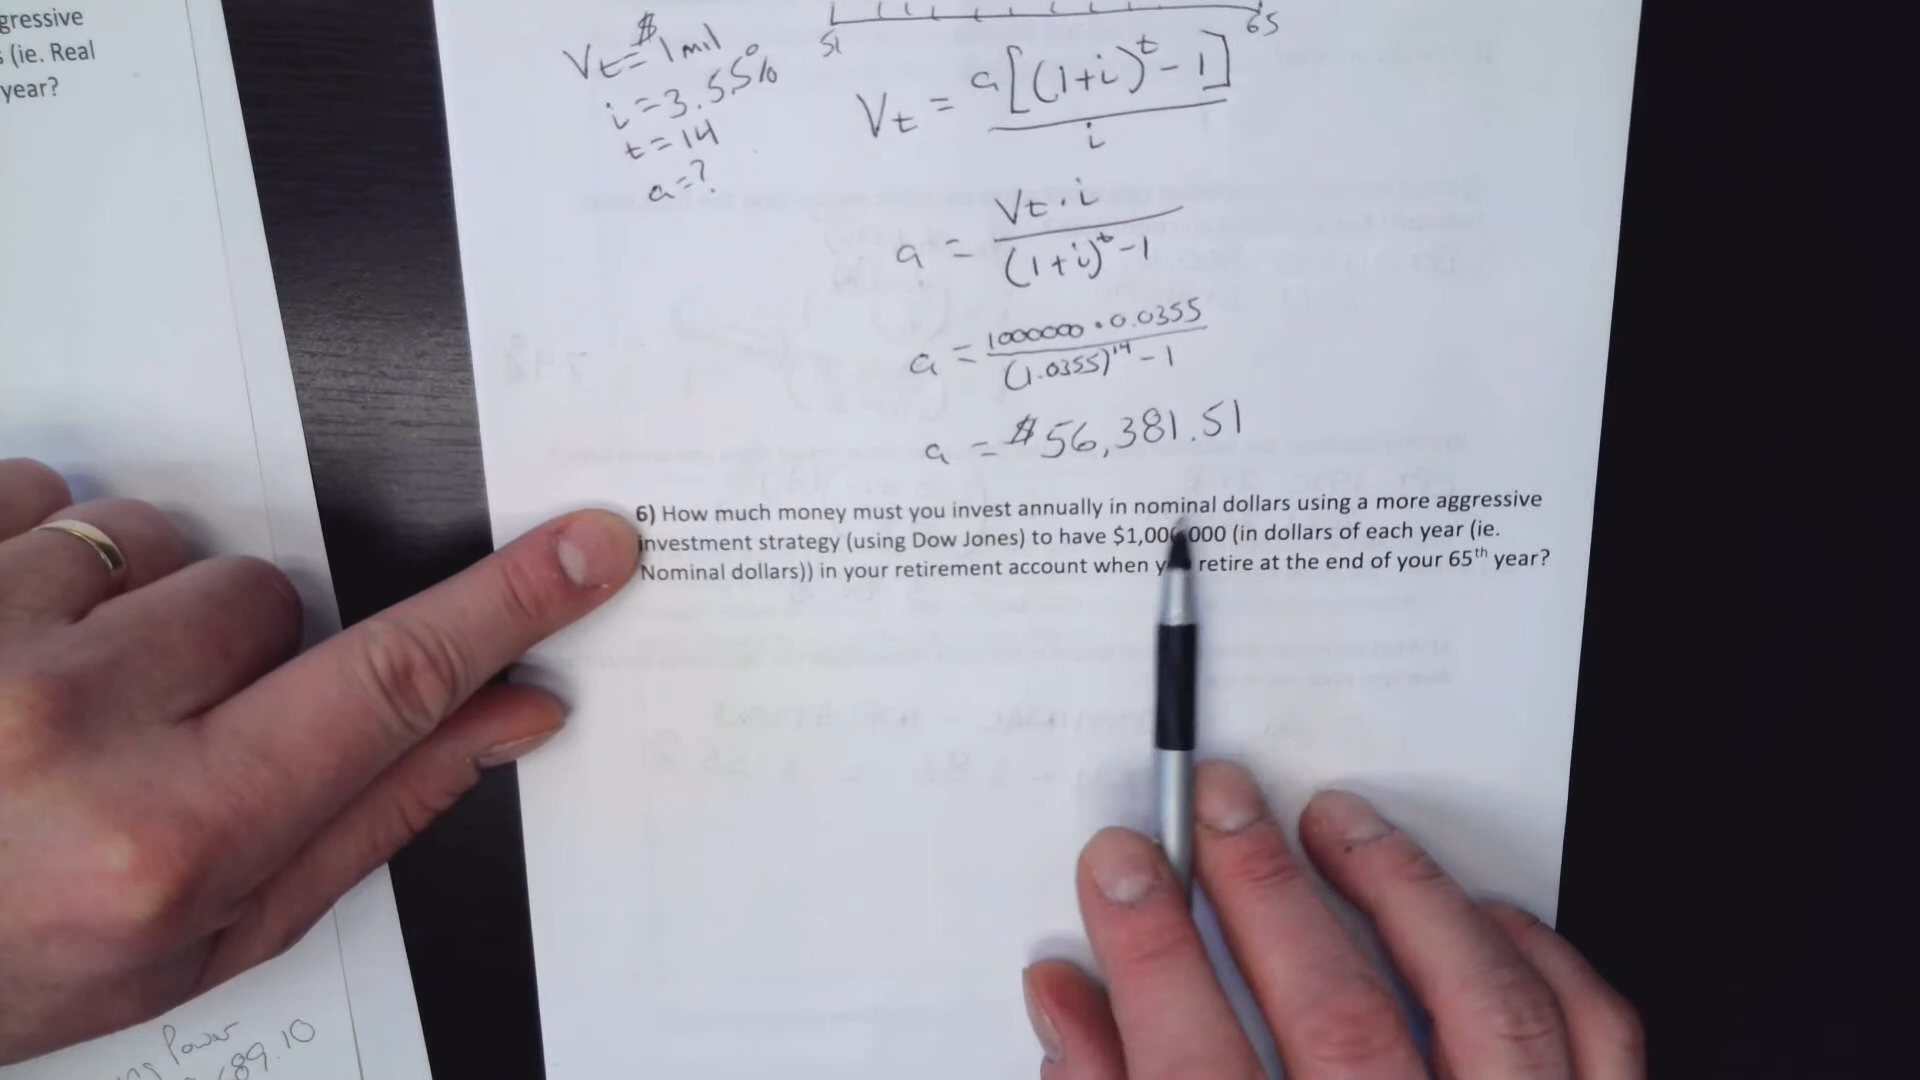 gressive
(ie. Real
year?
Vt = $1 mil
i = 3.55%
t = 14
a = ?
51
65
Vt = a[(1+i)^t - 1]
i
a = Vt · i
(1+i)^t - 1
a = 1000000 · 0.0355
(1.0355)^14 - 1
a = $56,381.51
6) How much money must you invest annually in nominal dollars using a more aggressive
investment strategy (using Dow Jones) to have $1,000,000 (in dollars of each year (ie.
Nominal dollars)) in your retirement account when retire at the end of your 65th year?
Power
89.10